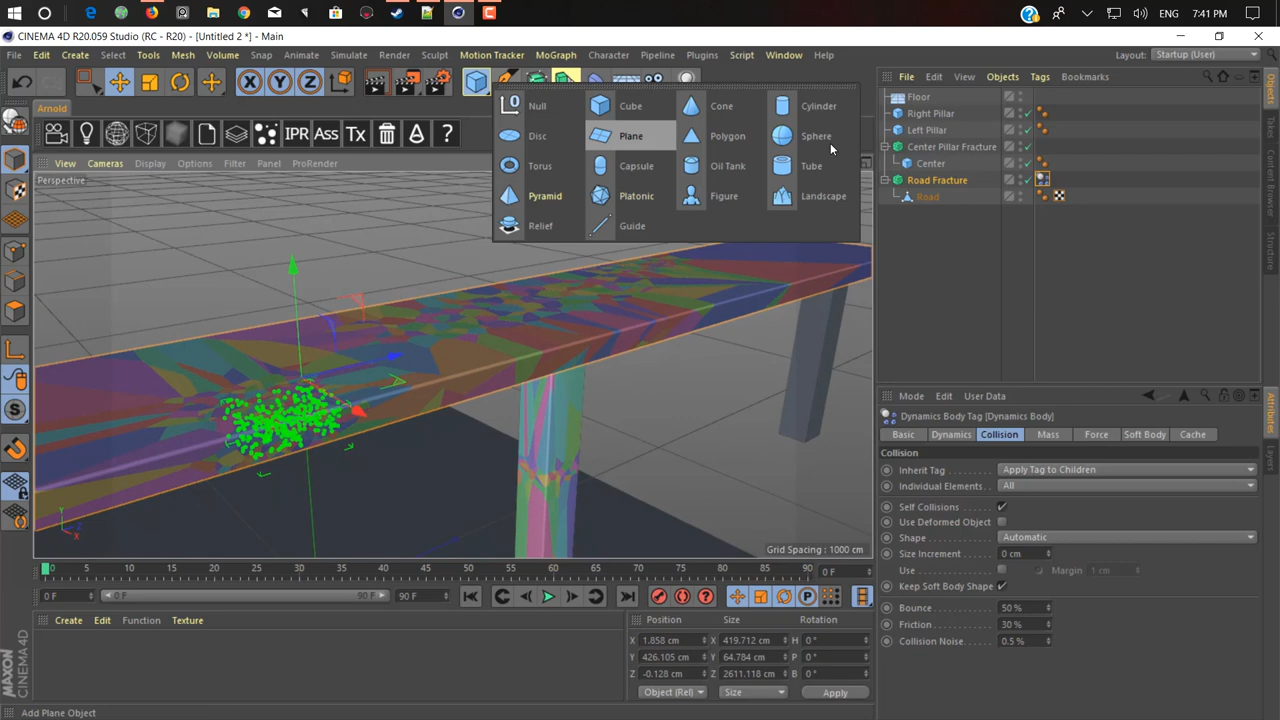 ENG 7:41 PM
CINEMA 4D R20.059 Studio (RC - R20) - [Untitled 2 *] - Main
File Edit Create Select Tools Mesh Volume Snap Animate Simulate Render Sculpt Motion Tracker MoGraph Character Pipeline Plugins Script Window Help Layout: Startup (User)
File Edit View Objects Tags Bookmarks
Arnold
Null Cube Cone Cylinder
Disc Plane Polygon Sphere
Torus Capsule Oil Tank Tube
Pyramid Platonic Figure Landscape
Relief Guide
IPR Ass Tx
View Cameras Display Options Filter Panel ProRender
Perspective
Floor
Right Pillar
Left Pillar
Center Pillar Fracture
Center
Road Fracture
Road
Objects
Takes
Content Browser
Structure
Mode Edit User Data
Dynamics Body Tag [Dynamics Body]
Basic Dynamics Collision Mass Force Soft Body Cache
Collision
Inherit Tag Apply Tag to Children
Individual Elements All
Self Collisions
Use Deformed Object
Shape Automatic
Size Increment 0 cm
Use Margin 1 cm
Keep Soft Body Shape
Bounce 50 %
Friction 30 %
Collision Noise 0.5 %
Attributes
Layers
Y
Z
X
Grid Spacing : 1000 cm
0 5 10 15 20 25 30 35 40 45 50 55 60 65 70 75 80 85 90 0 F
0 F 0 F 90 F 90 F
Create Edit Function Texture
Position Size Rotation
X 1.858 cm X 419.712 cm H 0 °
Y 426.105 cm Y 64.784 cm P 0 °
Z -0.128 cm Z 2611.118 cm B 0 °
Object (Rel) Size Apply
MAXON CINEMA 4D
Add Plane Object